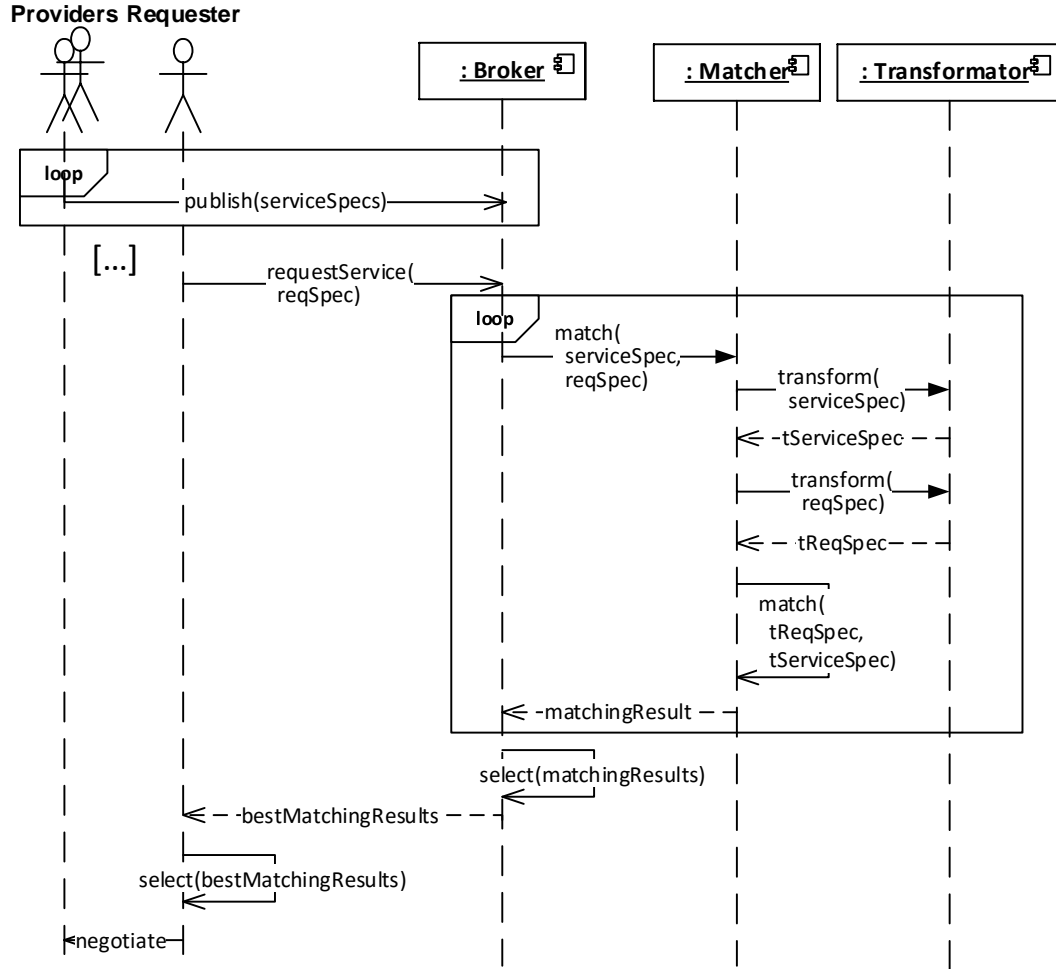 Providers Requester
: Broker
: Matcher
: Transformator
loop
publish(serviceSpecs)
[...]
requestService(
reqSpec)
loop
match(
serviceSpec,
reqSpec)
transform(
serviceSpec)
tServiceSpec
transform(
reqSpec)
tReqSpec
match(
tReqSpec,
tServiceSpec)
matchingResult
select(matchingResults)
bestMatchingResults
select(bestMatchingResults)
negotiate